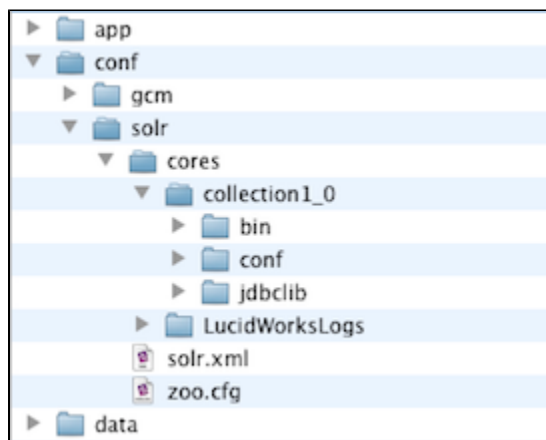 app
conf
gcm
solr
cores
collection1_0
bin
conf
jdbclib
LucidWorksLogs
solr.xml
zoo.cfg
data